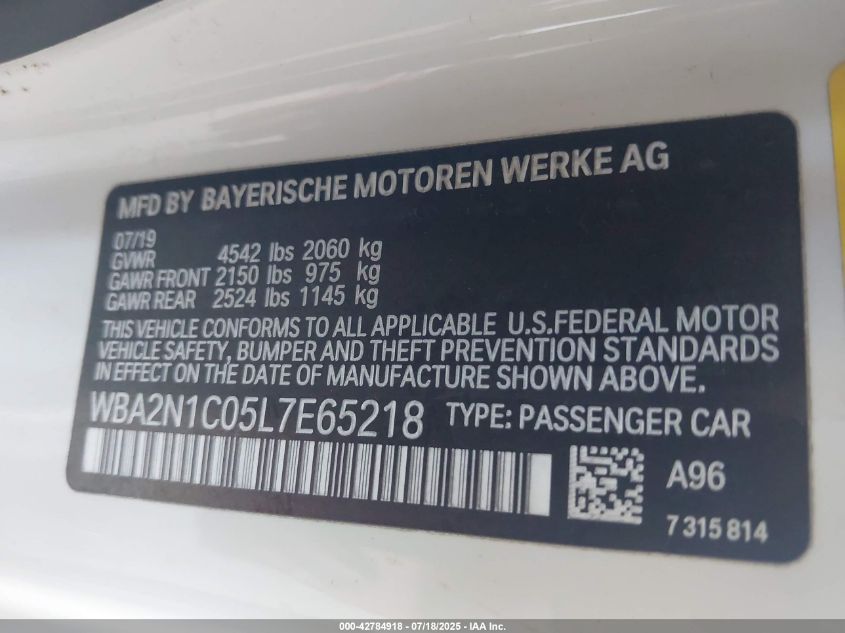 MFD BY BAYERISCHE MOTOREN WERKE AG
07/19
GVWR 4542 lbs 2060 kg
GAWR FRONT 2150 lbs 975 kg
GAWR REAR 2524 lbs 1145 kg
THIS VEHICLE CONFORMS TO ALL APPLICABLE U.S.FEDERAL MOTOR
VEHICLE SAFETY, BUMPER AND THEFT PREVENTION STANDARDS
IN EFFECT ON THE DATE OF MANUFACTURE SHOWN ABOVE.
WBA2N1C05L7E65218 TYPE: PASSENGER CAR
A96
7 315 814
000-42784918 - 07/18/2025 - IAA Inc.